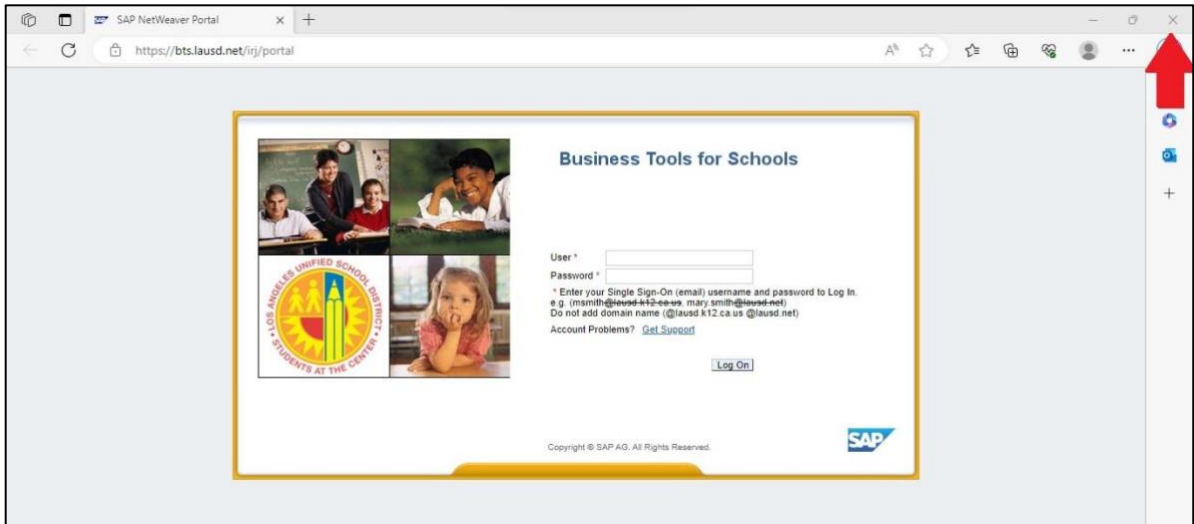 SAP NetWeaver Portal
https://bts.lausd.net/irj/portal
Business Tools for Schools
User *
Password *
* Enter your Single Sign-On (email) username and password to Log In.
e.g. (msmith@lausd.k12.ca.us, mary.smith@lausd.net)
Do not add domain name (@lausd.k12.ca.us @lausd.net)
Account Problems? Get Support
Log On
LOS ANGELES UNIFIED SCHOOL DISTRICT
STUDENTS AT THE CENTER
Copyright © SAP AG. All Rights Reserved.
SAP